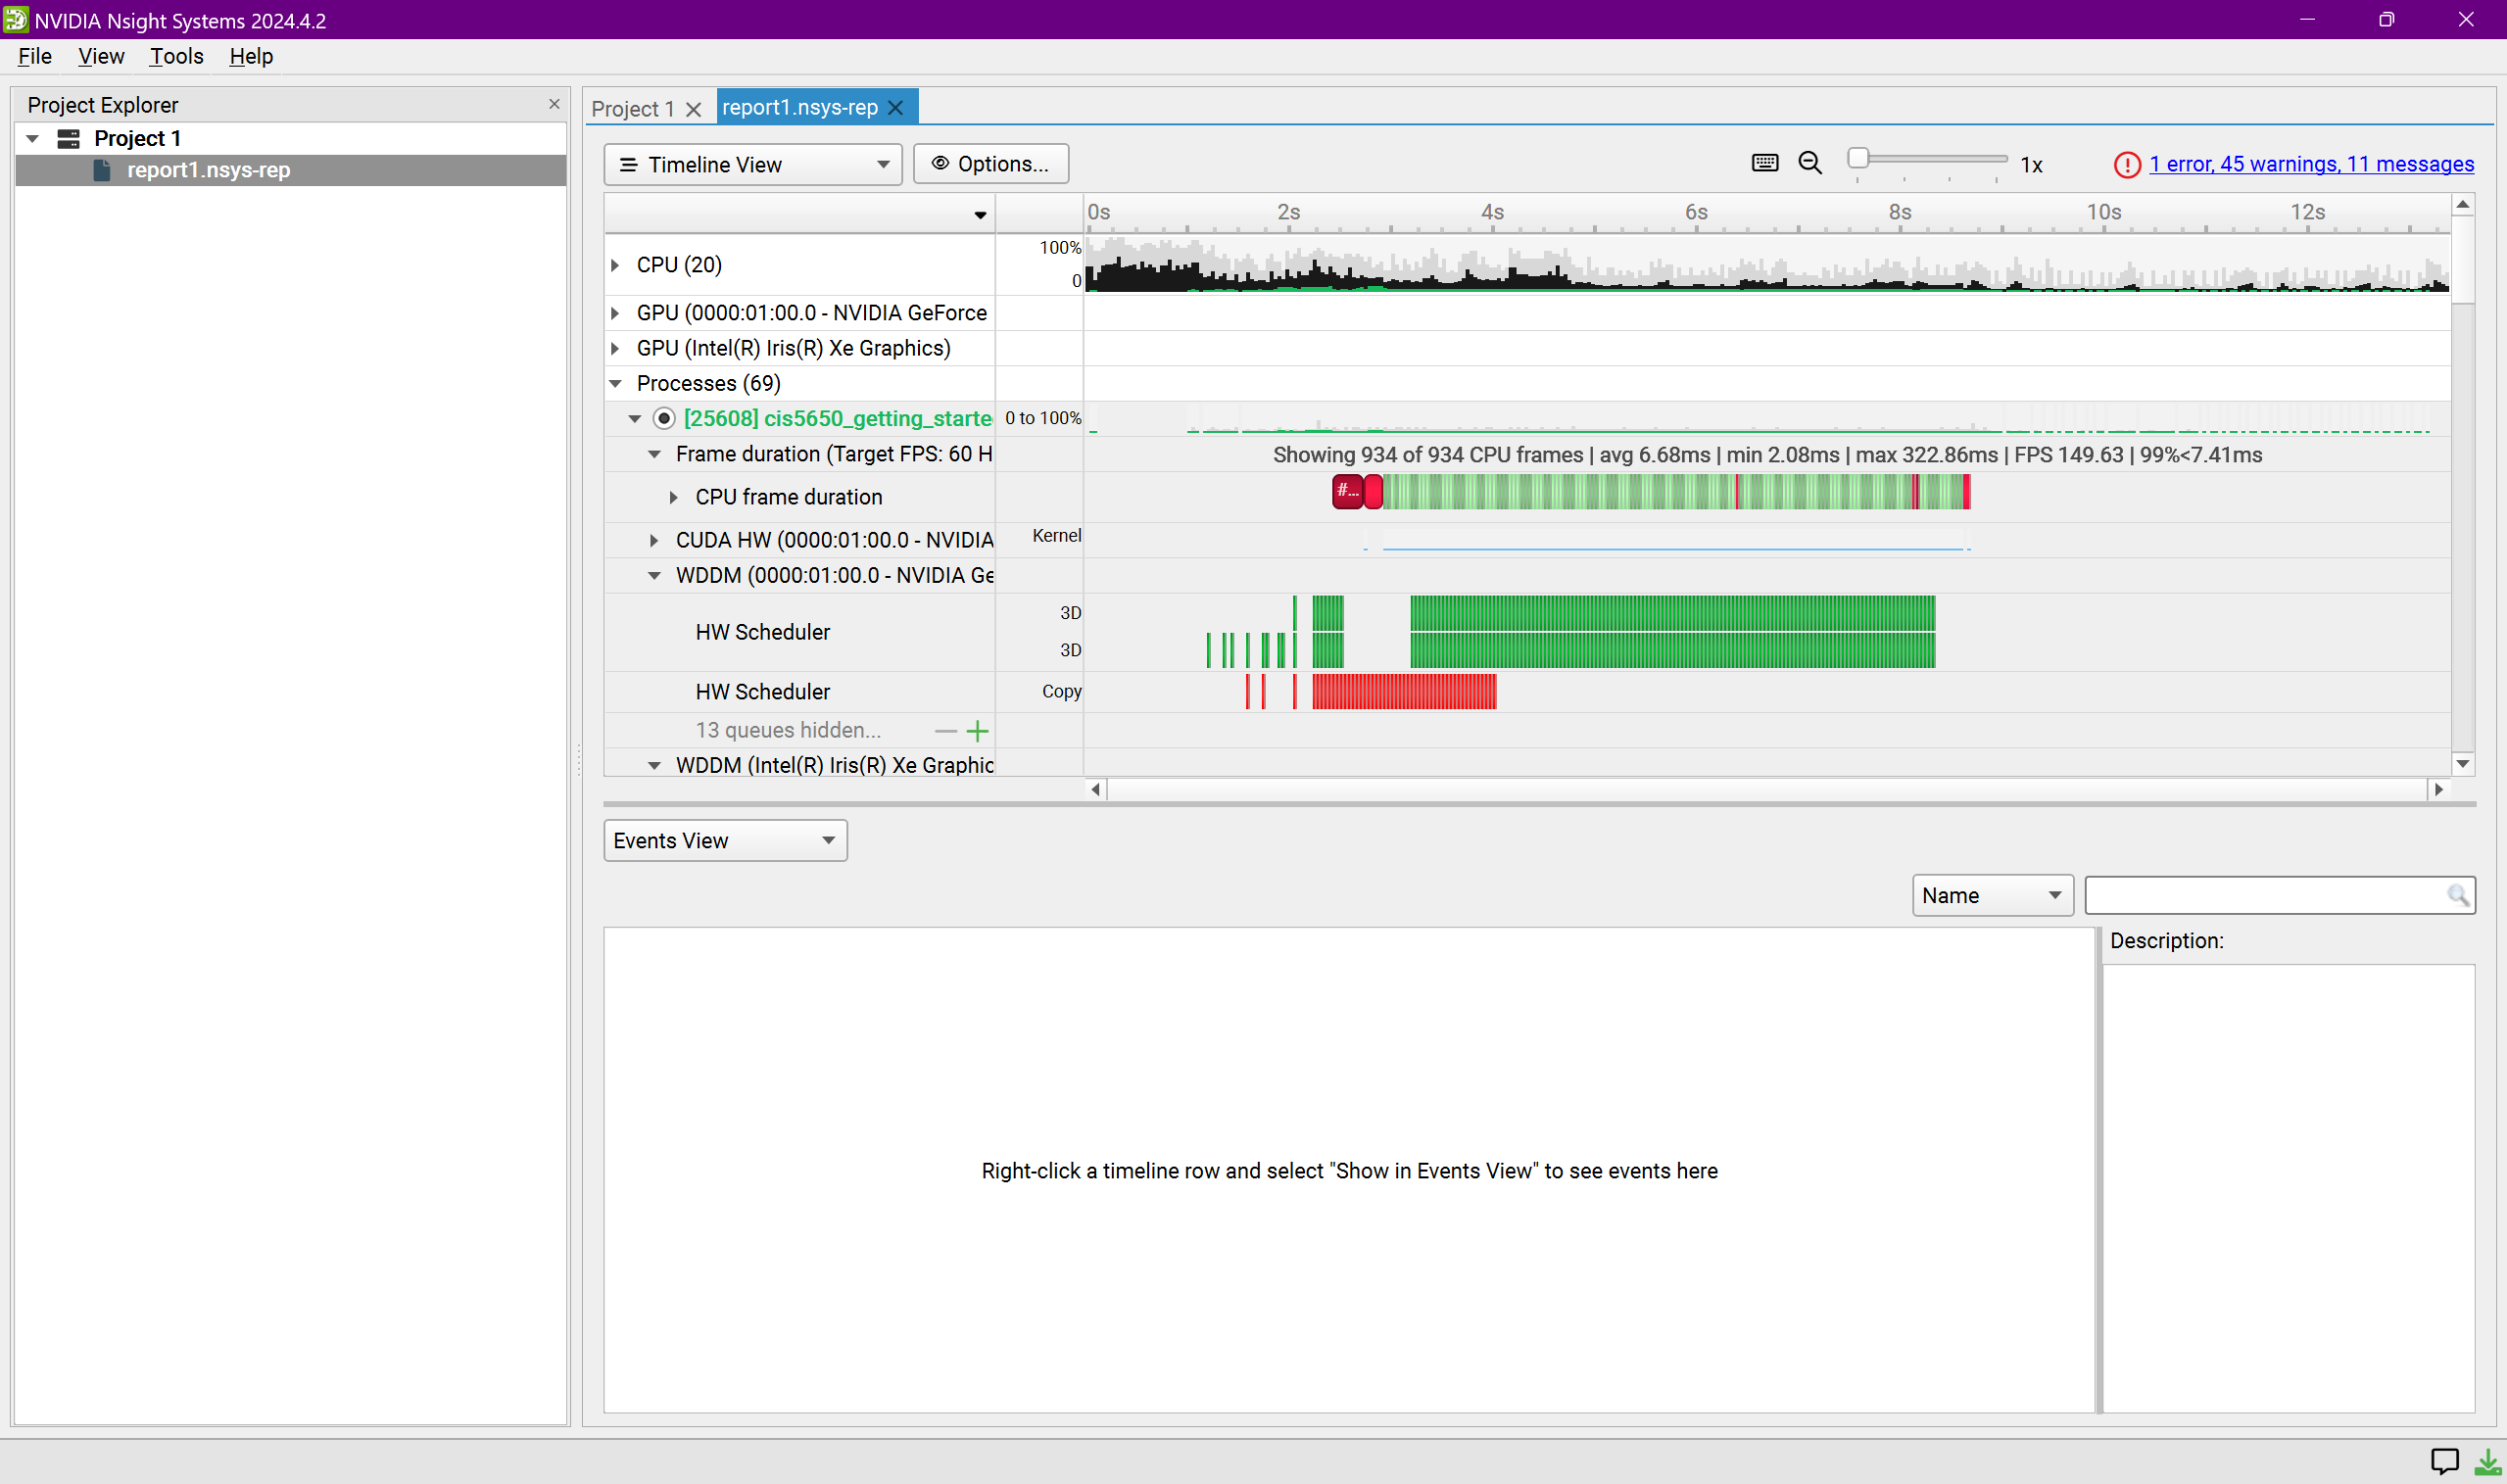 NVIDIA Nsight Systems 2024.4.2
File View Tools Help
Project Explorer
Project 1
report1.nsys-rep
Project 1 report1.nsys-rep
Timeline View Options... 1x 1 error, 45 warnings, 11 messages
0s 2s 4s 6s 8s 10s 12s
CPU (20) 100% 0
GPU (0000:01:00.0 - NVIDIA GeForce
GPU (Intel(R) Iris(R) Xe Graphics)
Processes (69)
[25608] cis5650_getting_starte 0 to 100%
Frame duration (Target FPS: 60 H Showing 934 of 934 CPU frames | avg 6.68ms | min 2.08ms | max 322.86ms | FPS 149.63 | 99%<7.41ms
CPU frame duration #...
CUDA HW (0000:01:00.0 - NVIDIA Kernel
WDDM (0000:01:00.0 - NVIDIA Ge
HW Scheduler 3D 3D
HW Scheduler Copy
13 queues hidden...
WDDM (Intel(R) Iris(R) Xe Graphic
Events View
Name
Description:
Right-click a timeline row and select "Show in Events View" to see events here